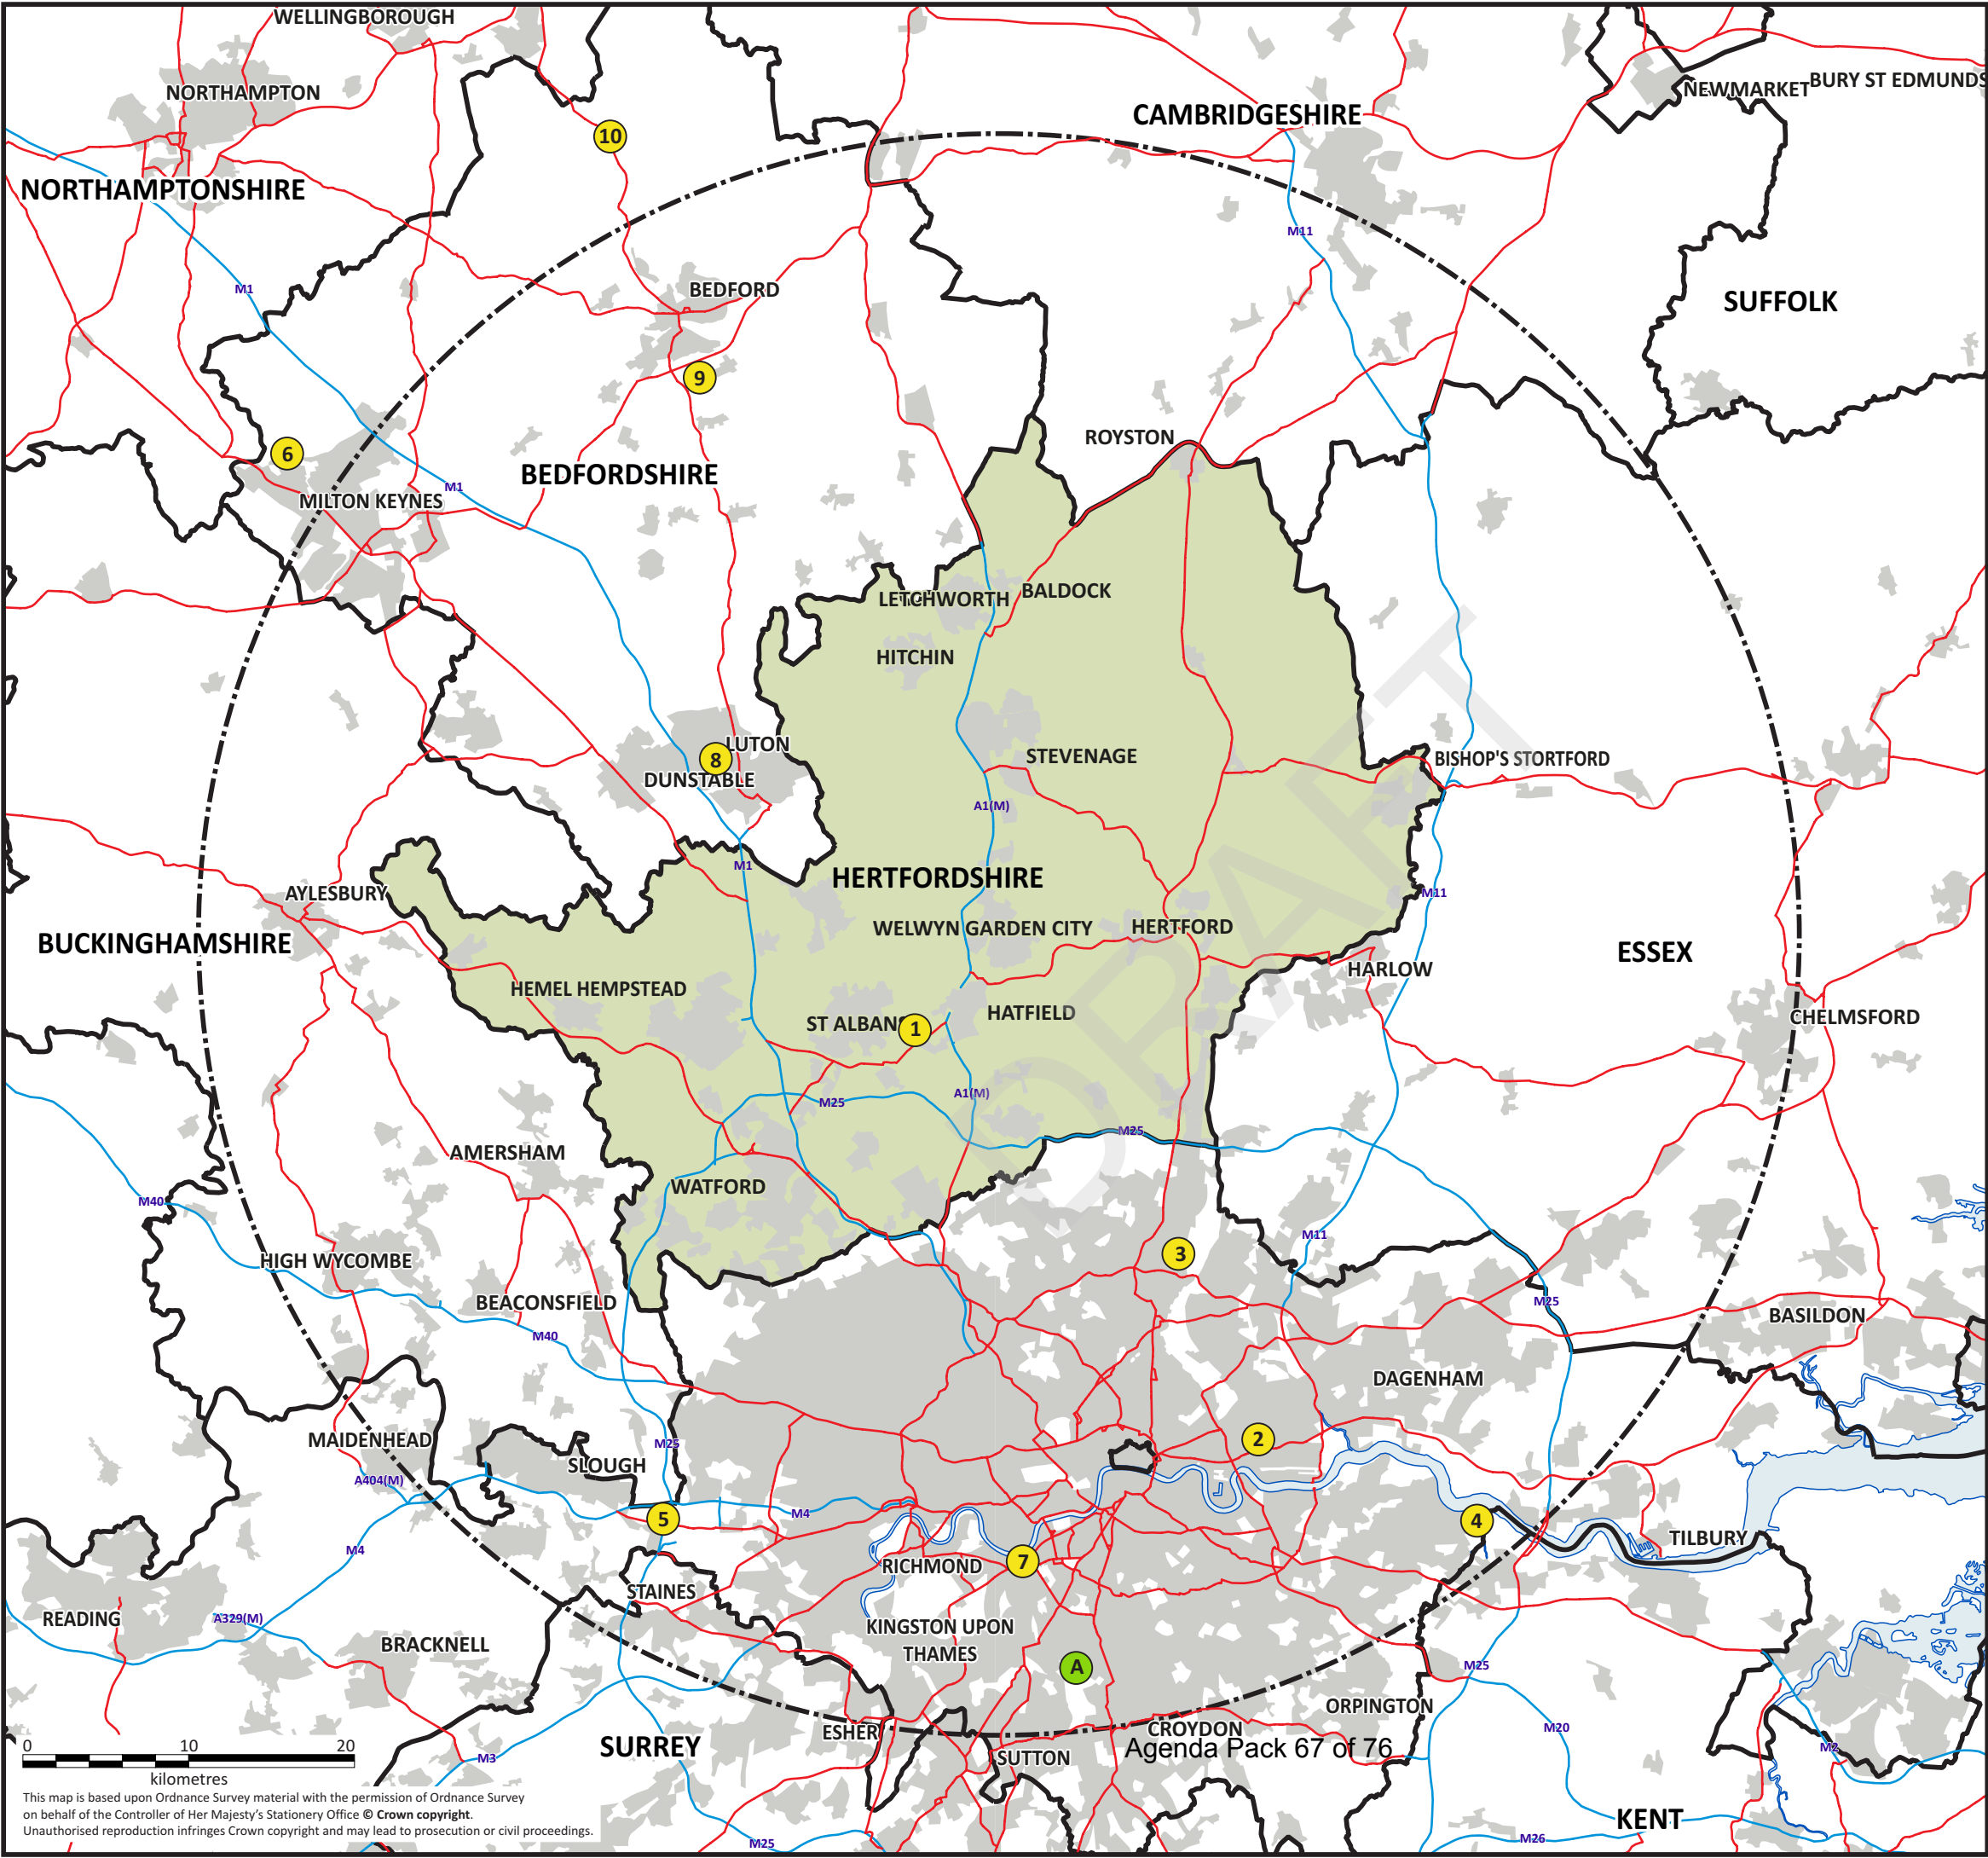 WELLINGBOROUGH
NORTHAMPTON
NEWMARKET
BURY ST EDMUNDS
CAMBRIDGESHIRE
10
NORTHAMPTONSHIRE
M11
M1
BEDFORD
SUFFOLK
9
ROYSTON
6
BEDFORDSHIRE
M1
MILTON KEYNES
BALDOCK
LETCHWORTH
HITCHIN
LUTON
8
DUNSTABLE
STEVENAGE
BISHOP'S STORTFORD
A1(M)
M1
HERTFORDSHIRE
AYLESBURY
M11
WELWYN GARDEN CITY
HERTFORD
BUCKINGHAMSHIRE
ESSEX
HARLOW
HEMEL HEMPSTEAD
HATFIELD
ST ALBANS
1
CHELMSFORD
A1(M)
M25
M25
AMERSHAM
WATFORD
M40
DRAFT
M11
3
HIGH WYCOMBE
BEACONSFIELD
M25
BASILDON
M40
DAGENHAM
MAIDENHEAD
M25
2
SLOUGH
A404(M)
M4
5
4
TILBURY
M4
RICHMOND
7
STAINES
READING
A329(M)
KINGSTON UPON
THAMES
BRACKNELL
A
M25
ORPINGTON
ESHER
CROYDON
M20
SURREY
Agenda Pack 67 of 76
SUTTON
M3
M2
0 10 20
kilometres
This map is based upon Ordnance Survey material with the permission of Ordnance Survey
on behalf of the Controller of Her Majesty's Stationery Office © Crown copyright.
Unauthorised reproduction infringes Crown copyright and may lead to prosecution or civil proceedings.
KENT
M25
M26